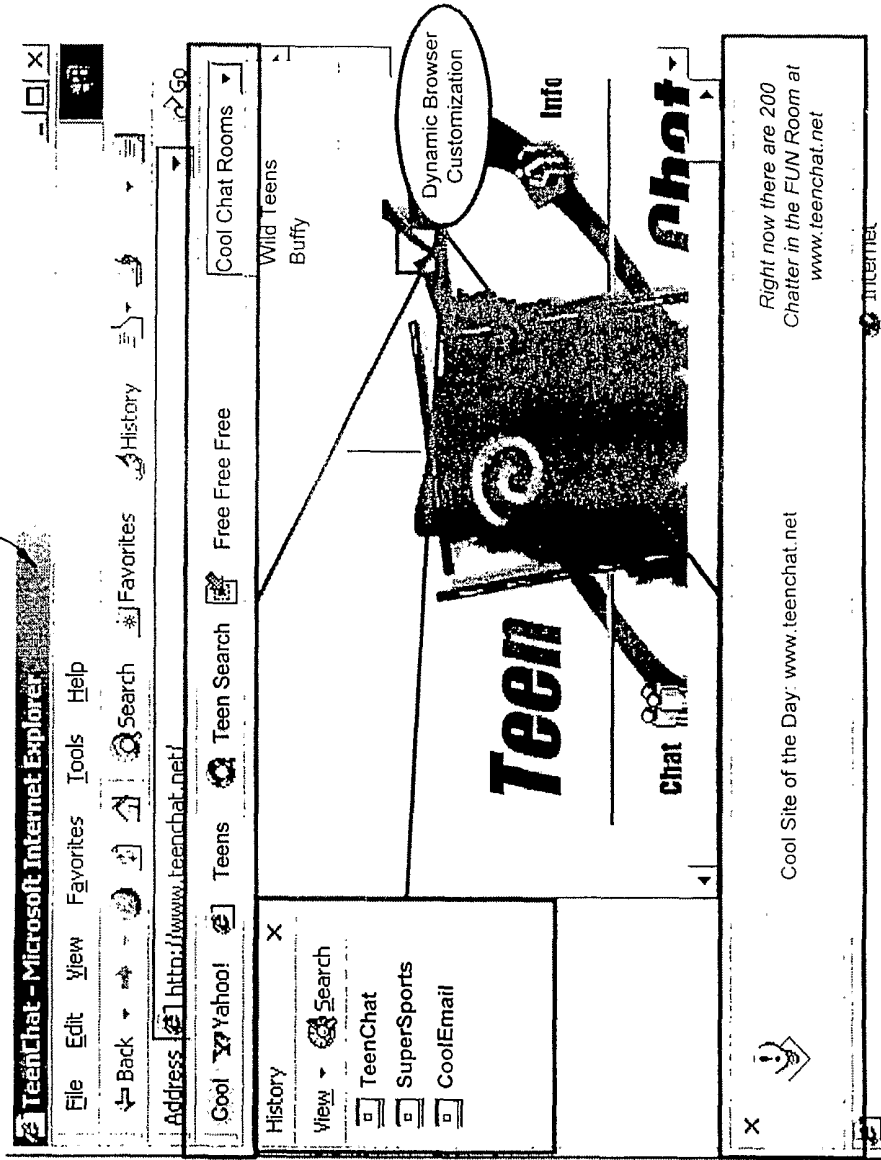 TeenChat - Microsoft Internet Explorer
File Edit View Favorites Tools Help
Back Search Favorites History
Address http://www.teenchat.net/ Go
Cool Yahoo! Teens Teen Search Free Free Free Cool Chat Rooms
Wild Teens
Buffy
History
View Search
TeenChat
SuperSports
CoolEmail
Dynamic Browser
Customization
Teen
Chat
Info
Chat
Cool Site of the Day: www.teenchat.net
Right now there are 200
Chatter in the FUN Room at
www.teenchat.net
Internet